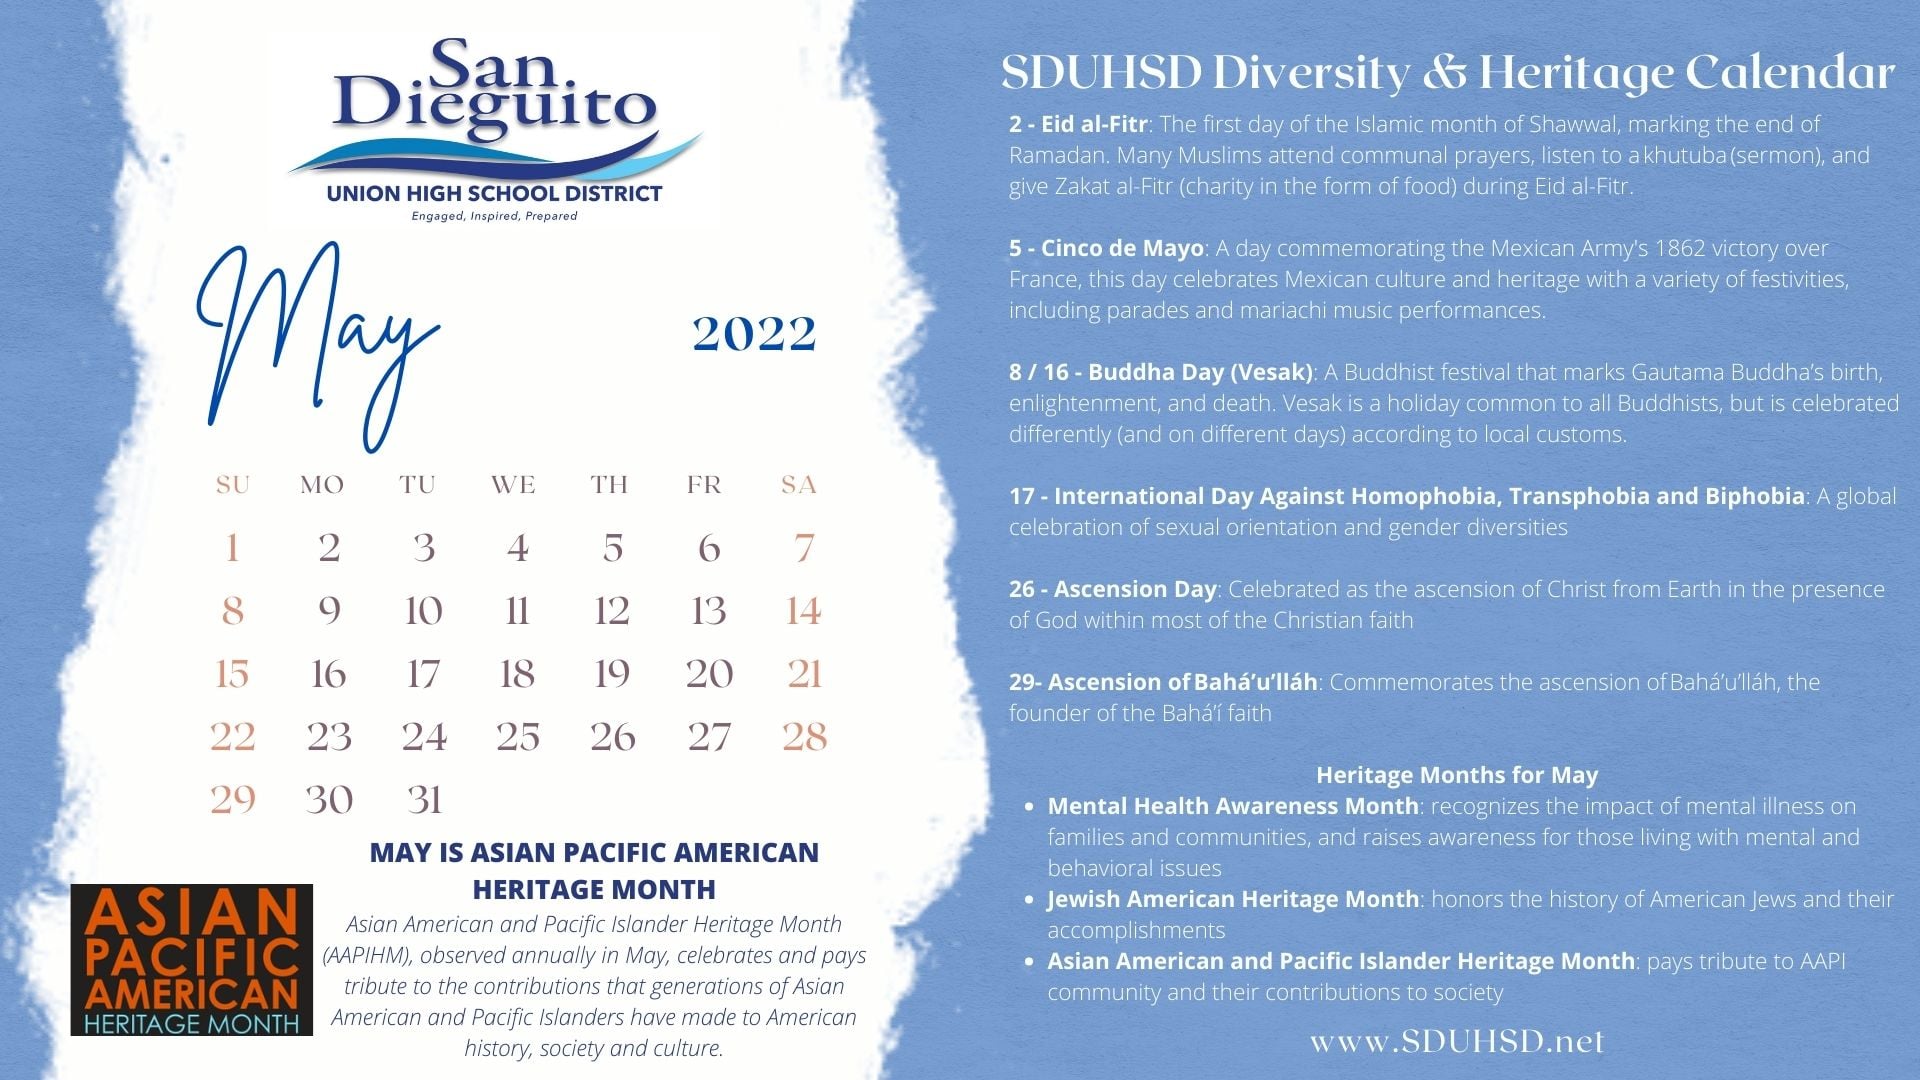 San
Dieguito
UNION HIGH SCHOOL DISTRICT
Engaged, Inspired, Prepared
May
2022
SU MO TU WE TH FR SA
1 2 3 4 5 6 7
8 9 10 11 12 13 14
15 16 17 18 19 20 21
22 23 24 25 26 27 28
29 30 31
MAY IS ASIAN PACIFIC AMERICAN
HERITAGE MONTH
Asian American and Pacific Islander Heritage Month
(AAPIHM), observed annually in May, celebrates and pays
tribute to the contributions that generations of Asian
American and Pacific Islanders have made to American
history, society and culture.
ASIAN
PACIFIC
AMERICAN
HERITAGE MONTH
SDUHSD Diversity & Heritage Calendar
2 - Eid al-Fitr: The first day of the Islamic month of Shawwal, marking the end of
Ramadan. Many Muslims attend communal prayers, listen to a khutuba (sermon), and
give Zakat al-Fitr (charity in the form of food) during Eid al-Fitr.
5 - Cinco de Mayo: A day commemorating the Mexican Army's 1862 victory over
France, this day celebrates Mexican culture and heritage with a variety of festivities,
including parades and mariachi music performances.
8 / 16 - Buddha Day (Vesak): A Buddhist festival that marks Gautama Buddha’s birth,
enlightenment, and death. Vesak is a holiday common to all Buddhists, but is celebrated
differently (and on different days) according to local customs.
17 - International Day Against Homophobia, Transphobia and Biphobia: A global
celebration of sexual orientation and gender diversities
26 - Ascension Day: Celebrated as the ascension of Christ from Earth in the presence
of God within most of the Christian faith
29- Ascension of Bahá’u’lláh: Commemorates the ascension of Bahá’u’lláh, the
founder of the Bahá’í faith
Heritage Months for May
• Mental Health Awareness Month: recognizes the impact of mental illness on
families and communities, and raises awareness for those living with mental and
behavioral issues
• Jewish American Heritage Month: honors the history of American Jews and their
accomplishments
• Asian American and Pacific Islander Heritage Month: pays tribute to AAPI
community and their contributions to society
www.SDUHSD.net